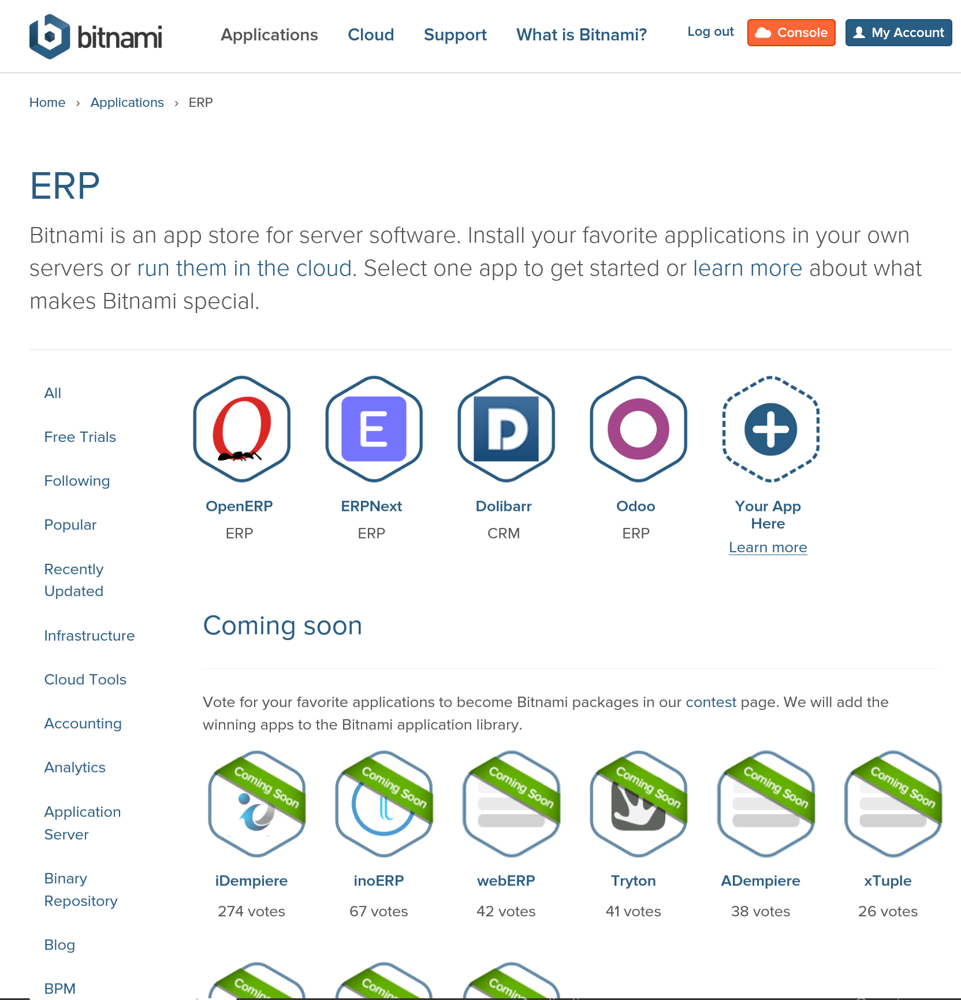 bitnami
Applications
Cloud
Support
What is Bitnami?
Log out
Console
My Account
Home › Applications › ERP
ERP
Bitnami is an app store for server software. Install your favorite applications in your own
servers or run them in the cloud. Select one app to get started or learn more about what
makes Bitnami special.
All
Free Trials
Following
Popular
Recently
Updated
Infrastructure
Cloud Tools
Accounting
Analytics
Application
Server
Binary
Repository
Blog
BPM
E
OpenERP
ERP
ERPNext
ERP
Dolibarr
CRM
Odoo
ERP
Your App
Here
Learn more
Coming soon
Vote for your favorite applications to become Bitnami packages in our contest page. We will add the
winning apps to the Bitnami application library.
Coming Soon
Coming Soon
Coming Soon
Coming Soon
Coming Soon
Coming Soon
iDempiere
274 votes
inoERP
67 votes
webERP
42 votes
Tryton
41 votes
ADempiere
38 votes
xTuple
26 votes
Coming
Coming
Coming